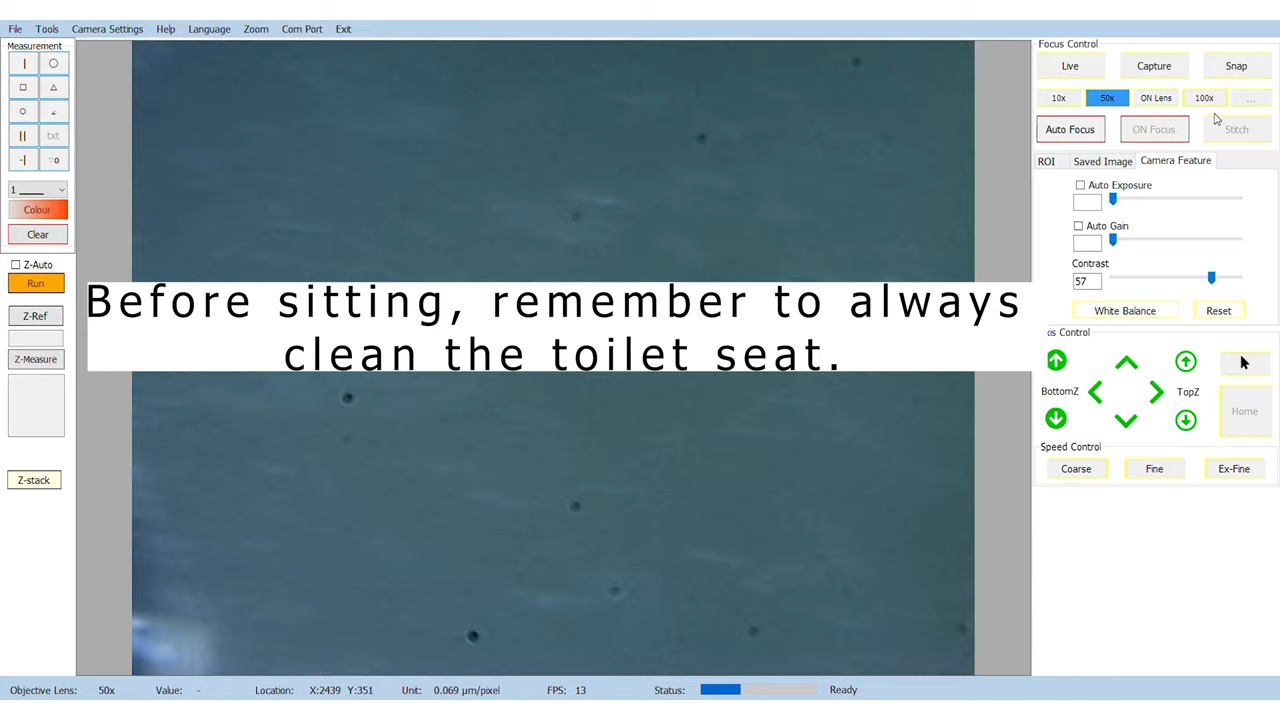 File Tools Camera Settings Help Language Zoom Com Port Exit
Measurement
txt
1
Colour
Clear
Z-Auto
Run
Z-Ref
Z-Measure
Z-stack
Before sitting, remember to always
clean the toilet seat.
Focus Control
Live Capture Snap
10x 50x ON Lens 100x ...
Auto Focus ON Focus Stitch
ROI Saved Image Camera Feature
Auto Exposure
Auto Gain
Contrast
57
White Balance Reset
is Control
BottomZ TopZ Home
Speed Control
Coarse Fine Ex-Fine
Objective Lens: 50x Value: - Location: X:2439 Y:351 Unit: 0.069 µm/pixel FPS: 13 Status: Ready